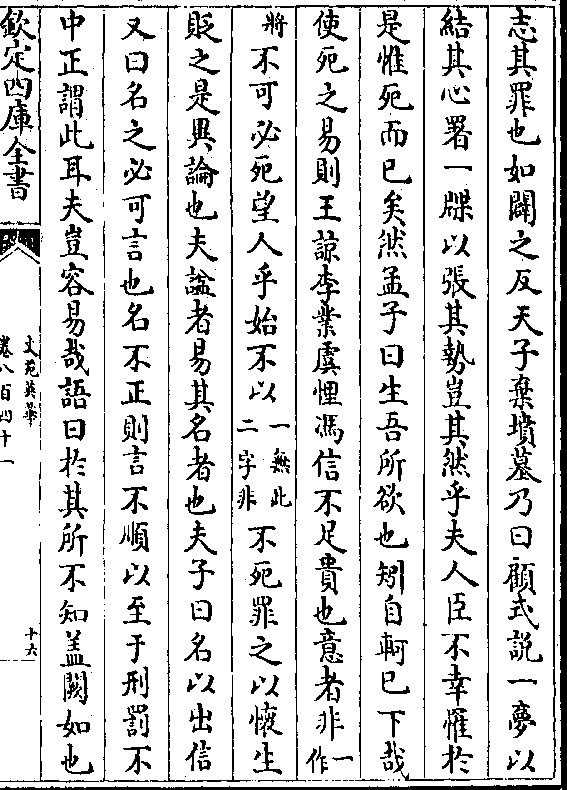 志其罪也如闢之反天子棄墳墓乃曰顧式說一夢以
結其心署一牒以張其勢豈其然乎夫人臣不幸罹於
是惟死而已矣然孟子曰生吾所欲也矧自軻已下哉
使死之易則王諒李業虞悝馮信不足貴也意者非一作
將不可必死望人乎始不以一無此二字非不死罪之以懷生
貶之是異論也夫謚者易其名者也夫子曰名以出信
又曰名之必可言也名不正則言不順以至于刑罰不
中正謂此耳夫豈容易哉語曰於其所不知蓋闕如也
欽定四庫全書
文苑英華
卷八百四十一
十六